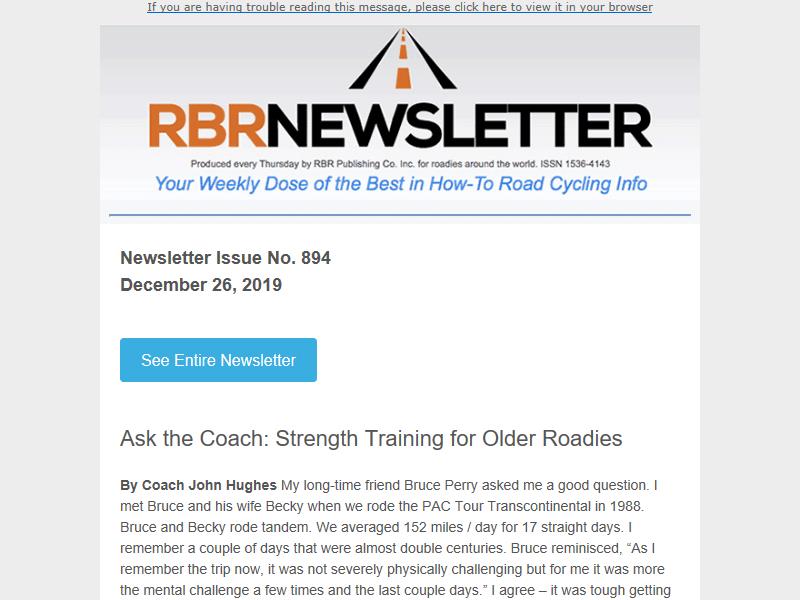 If you are having trouble reading this message, please click here to view it in your browser
RBRNEWSLETTER
Produced every Thursday by RBR Publishing Co. Inc. for roadies around the world. ISSN 1536-4143
Your Weekly Dose of the Best in How-To Road Cycling Info
Newsletter Issue No. 894
December 26, 2019
See Entire Newsletter
Ask the Coach: Strength Training for Older Roadies
By Coach John Hughes My long-time friend Bruce Perry asked me a good question. I
met Bruce and his wife Becky when we rode the PAC Tour Transcontinental in 1988.
Bruce and Becky rode tandem. We averaged 152 miles / day for 17 straight days. I
remember a couple of days that were almost double centuries. Bruce reminisced, “As I
remember the trip now, it was not severely physically challenging but for me it was more
the mental challenge a few times and the last couple days.” I agree – it was tough getting